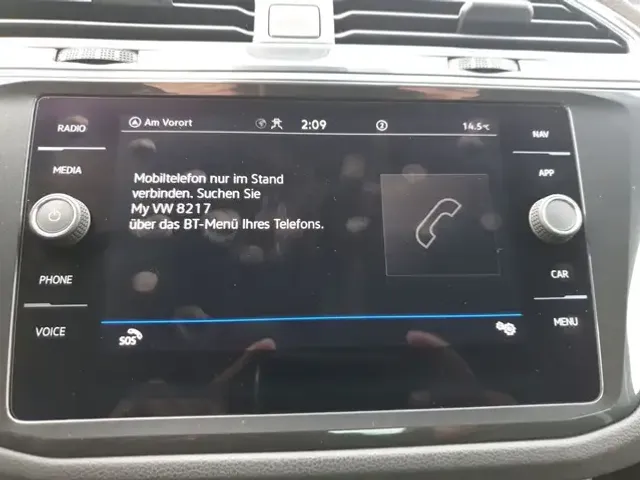 RADIO
MEDIA
PHONE
VOICE
Am Vorort
2:09
2
14.5°C
Mobiltelefon nur im Stand
verbinden. Suchen Sie
My VW 8217
über das BT-Menü Ihres Telefons.
SOS
NAV
APP
CAR
MENU